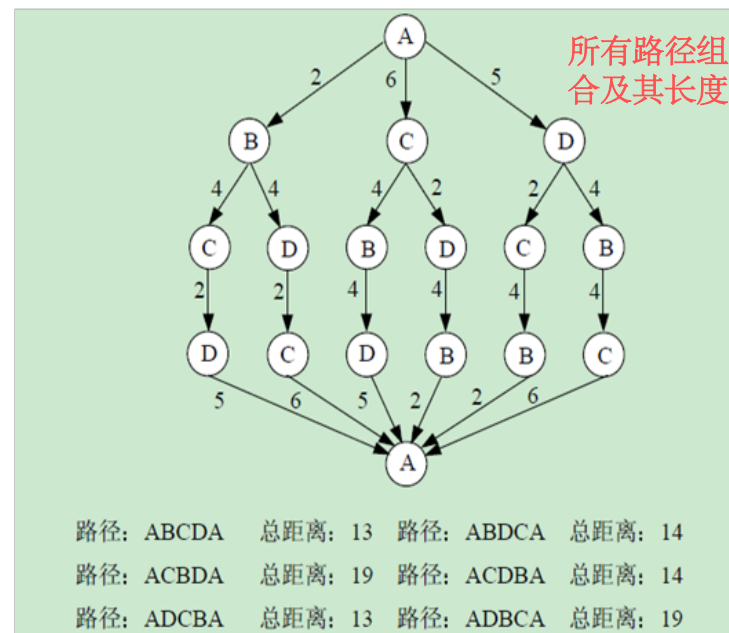 A
所有路径组
合及其长度
2 6 5
B C D
4 4 4 2 2 4
C D B D C B
2 2 4 4 4 4
D C D B B C
5 6 5 2 2 6
A
路径：ABCDA 总距离：13 路径：ABDCA 总距离：14
路径：ACBDA 总距离：19 路径：ACDBA 总距离：14
路径：ADCBA 总距离：13 路径：ADBCA 总距离：19